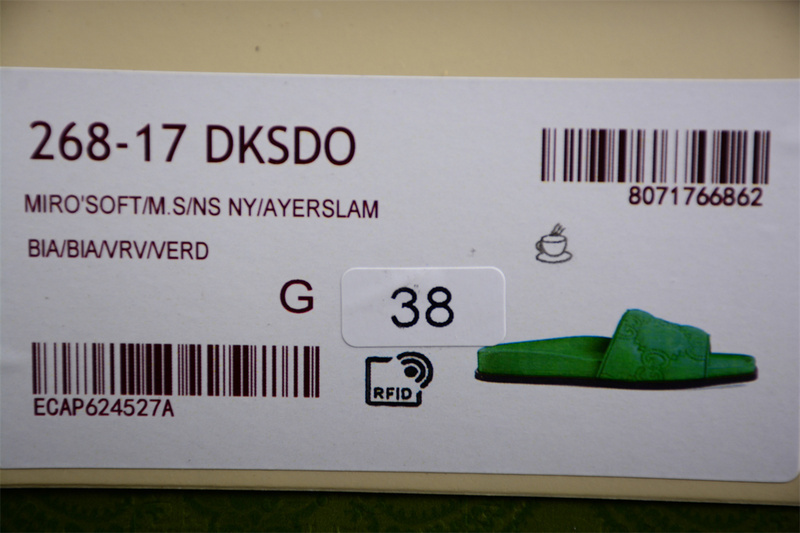 268-17 DKSDO
8071766862
MIRO'SOFT/M.S/NS NY/AYERSLAM
BIA/BIA/VRV/VERD
G
38
RFID
ECAP624527A